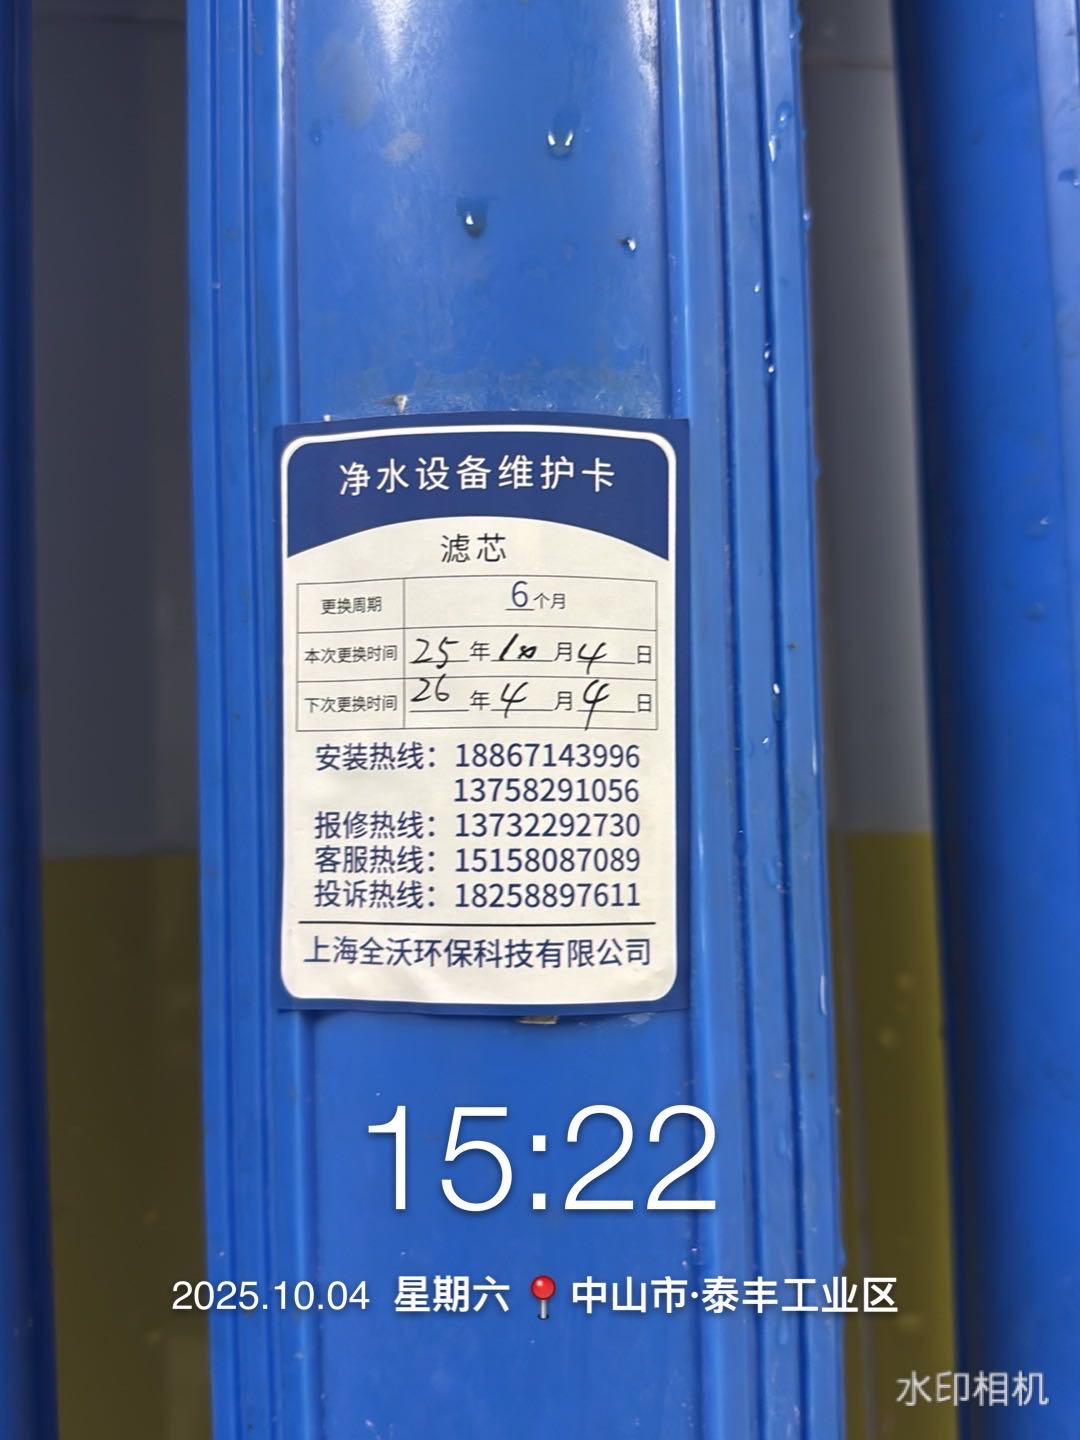 净水设备维护卡
滤芯
更换周期 6个月
本次更换时间 25年10月4日
下次更换时间 26年4月4日
安装热线：18867143996
13758291056
报修热线：13732292730
客服热线：15158087089
投诉热线：18258897611
上海全沃环保科技有限公司
15:22
2025.10.04 星期六 📍中山市·泰丰工业区
水印相机